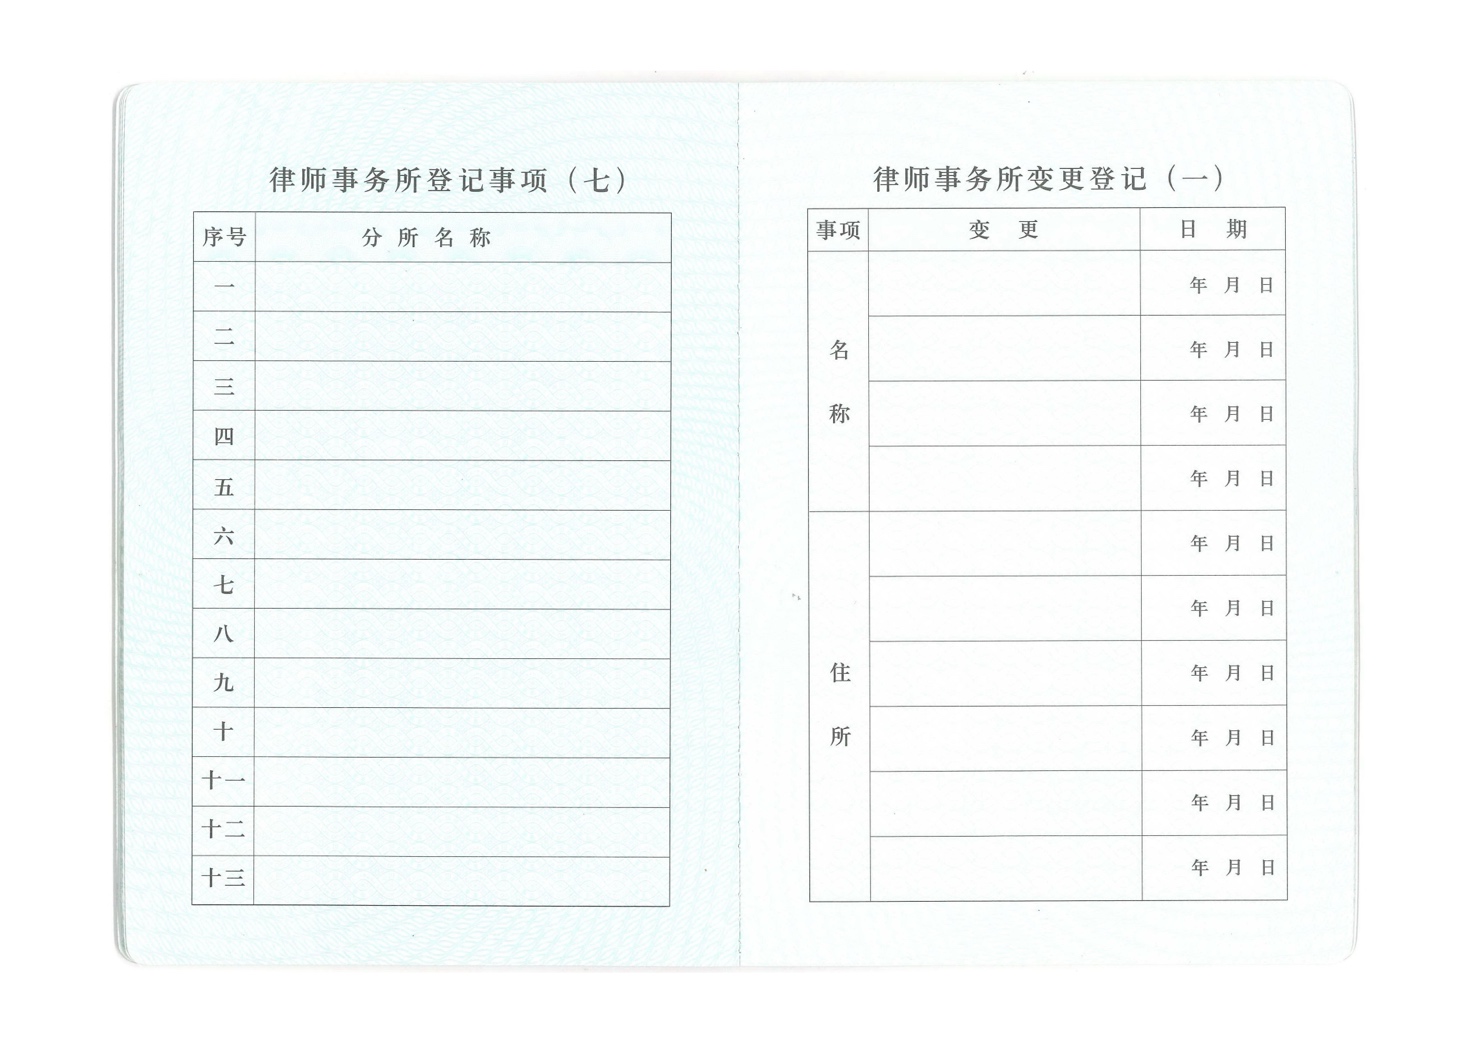 律师事务所登记事项（七）
序号 分所名称
一
二
三
四
五
六
七
八
九
十
十一
十二
十三
律师事务所变更登记（一）
事项 变更 日期
名称
年 月 日
年 月 日
年 月 日
年 月 日
住所
年 月 日
年 月 日
年 月 日
年 月 日
年 月 日
年 月 日